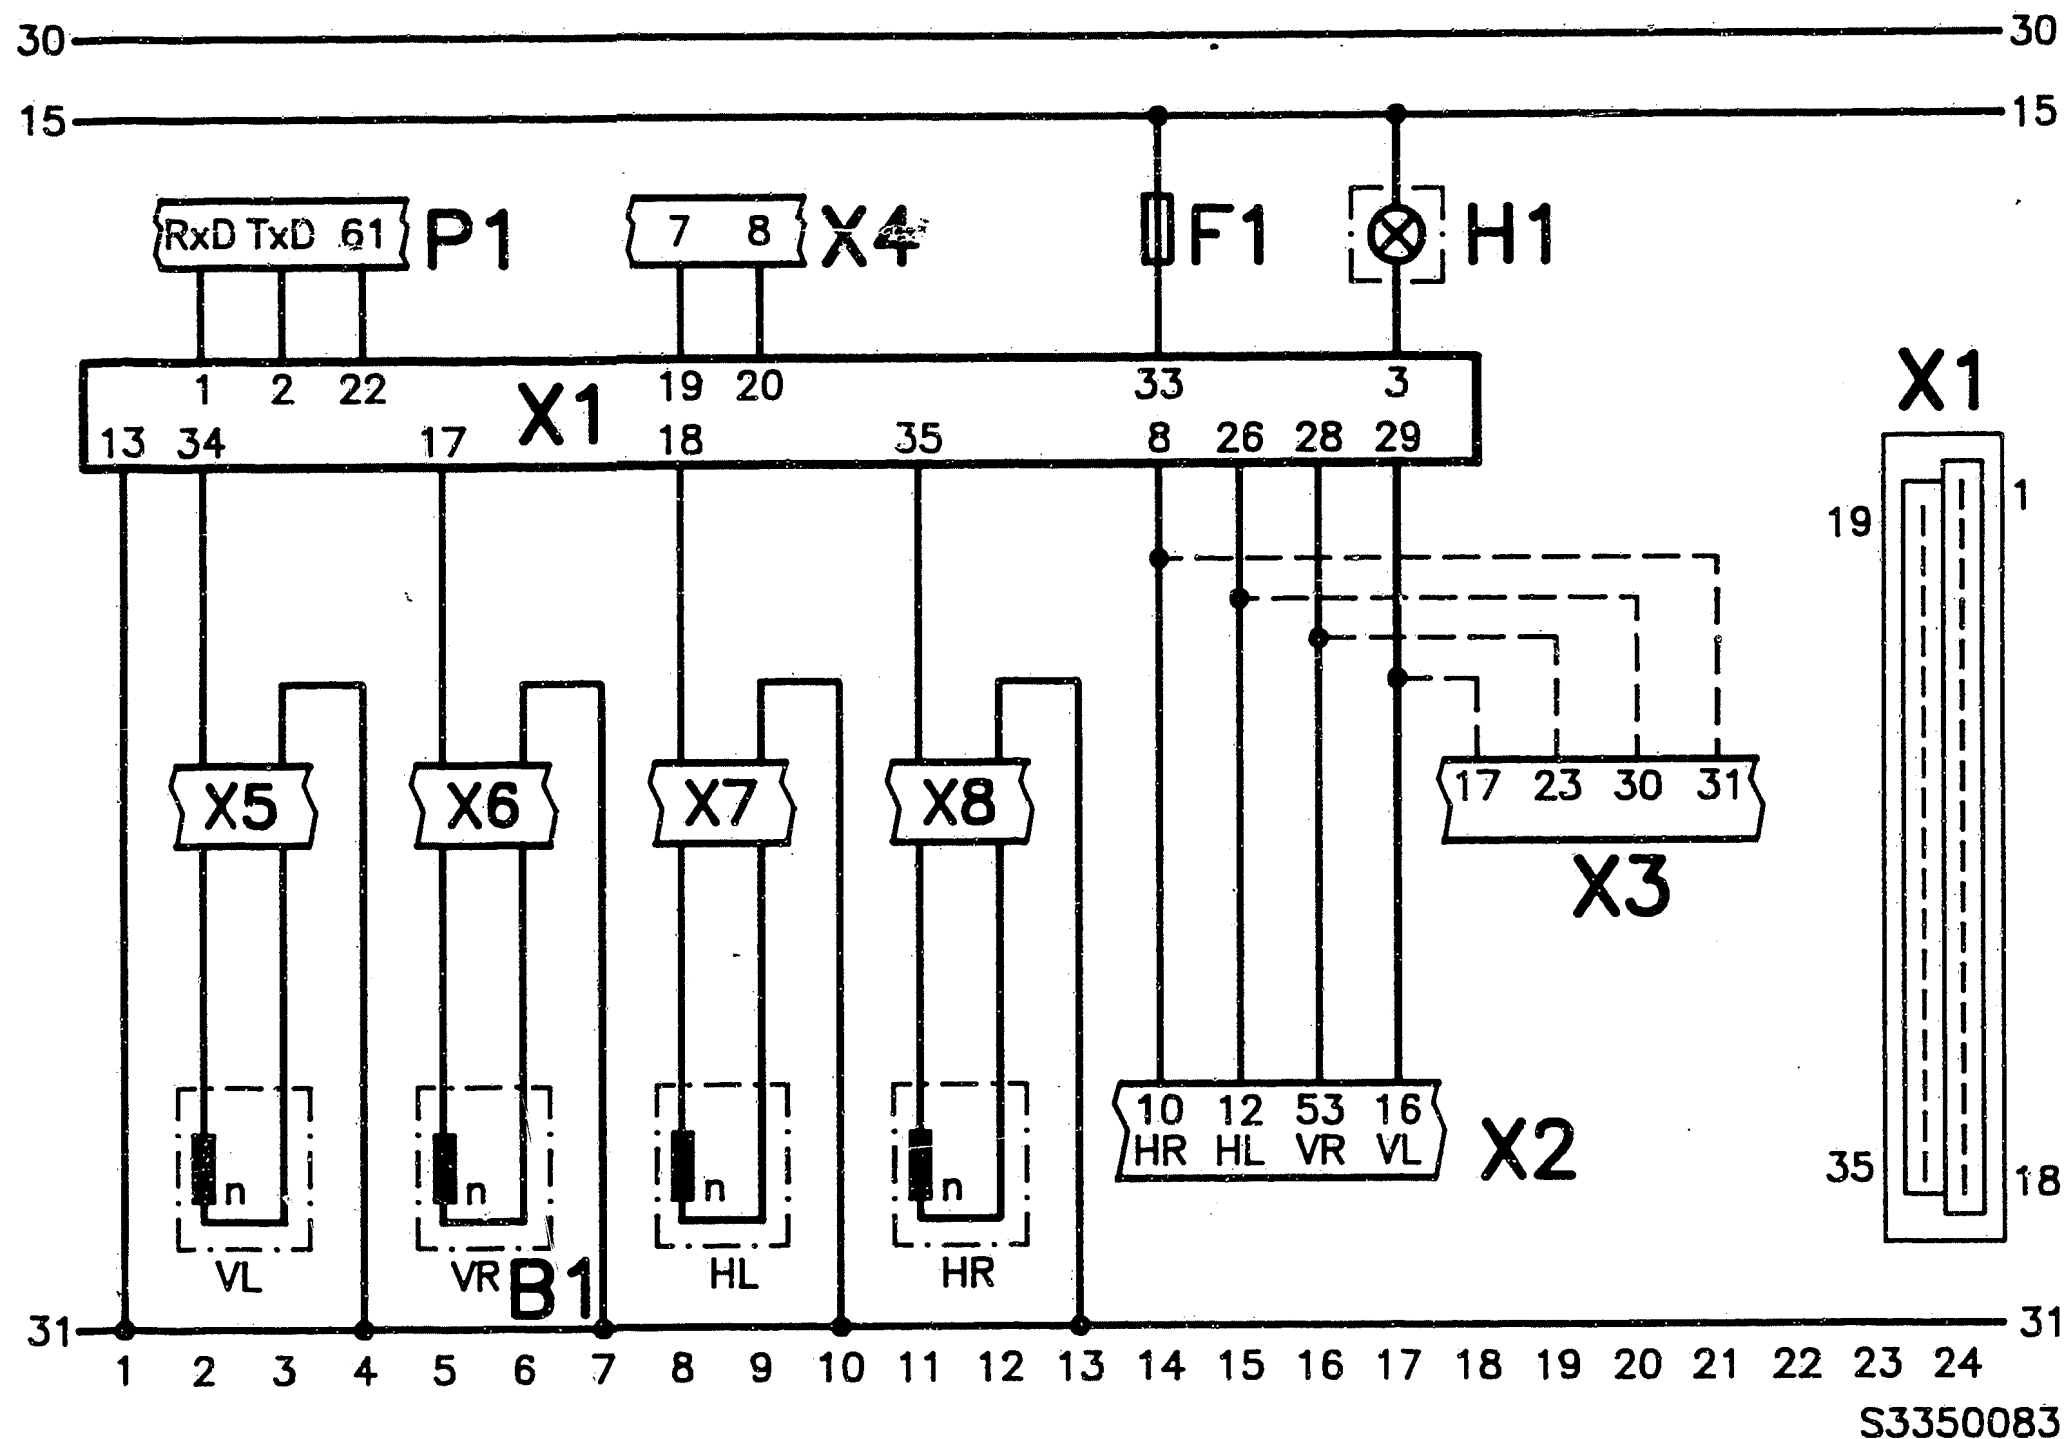 30 30
15 15
RxD TxD 61 P1 7 8 X4 F1 H1
1 2 22 X1 19 20 33 3
13 34 17 18 35 8 26 28 29
X1
19 1
X5 X6 X7 X8
17 23 30 31
X3
10 12 53 16
HR HL VR VL X2
n n n n
35 18
VL VR B1 HL HR
31 31
1 2 3 4 5 6 7 8 9 10 11 12 13 14 15 16 17 18 19 20 21 22 23 24
S3350083